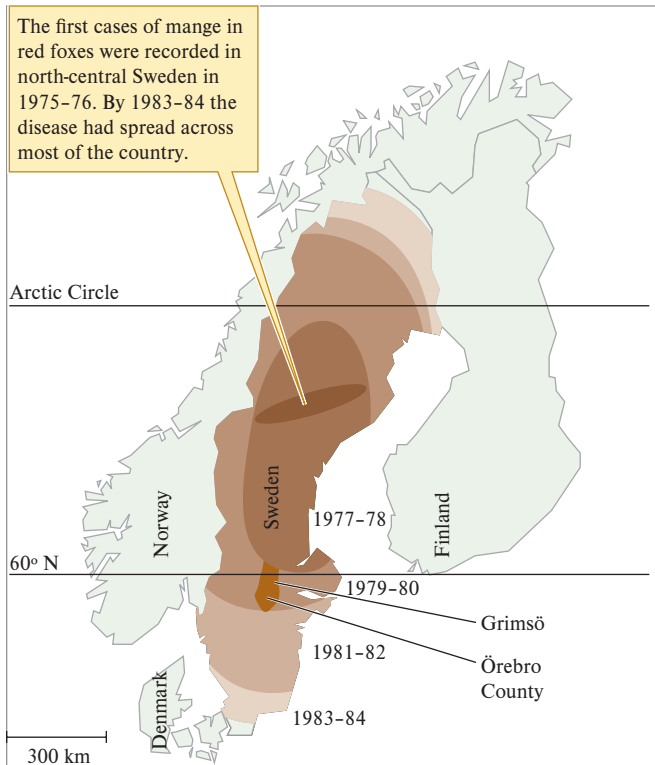 The first cases of mange in
red foxes were recorded in
north-central Sweden in
1975–76. By 1983–84 the
disease had spread across
most of the country.
Arctic Circle
Norway
Sweden
Finland
1977–78
60° N
1979–80
Grimsö
Örebro
County
1981–82
Denmark
1983–84
300 km